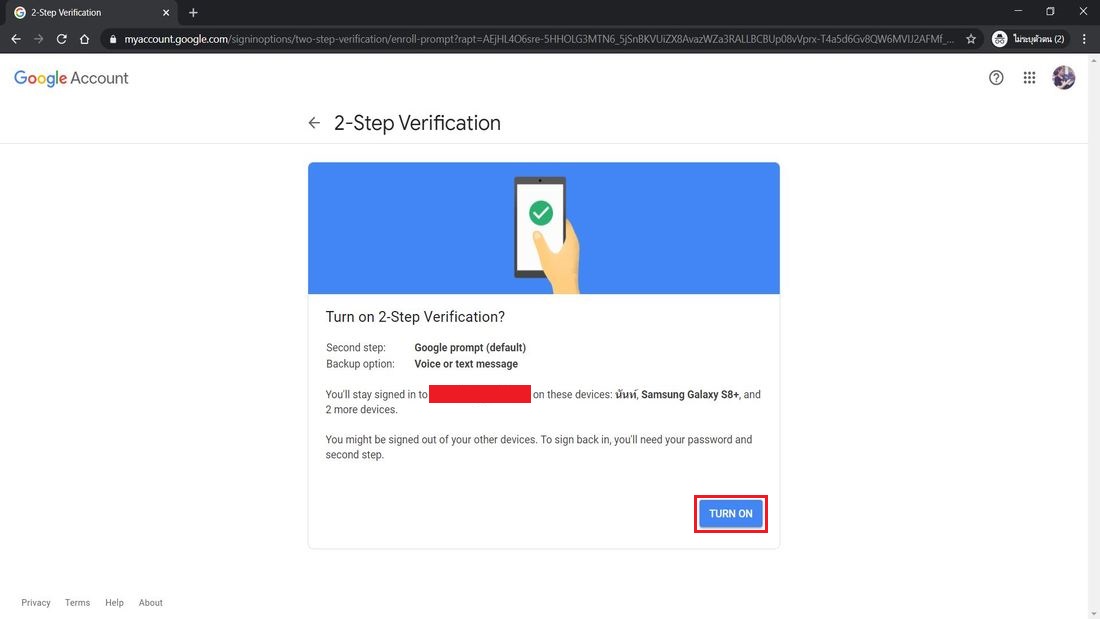 2-Step Verification
myaccount.google.com/signinoptions/two-step-verification/enroll-prompt?rapt=AEjHL4O6sre-5HHOLG3MTN6_5jSnBKVUiZX8AvazWZa3RALLBCBUp08vVprx-T4a5d6Gv8QW6MVIJ2AFMf_... ไม่ระบุตัวตน (2)
Google Account
2-Step Verification
Turn on 2-Step Verification?
Second step: Google prompt (default)
Backup option: Voice or text message
You'll stay signed in to on these devices: นันท์, Samsung Galaxy S8+, and
2 more devices.
You might be signed out of your other devices. To sign back in, you'll need your password and
second step.
TURN ON
Privacy Terms Help About